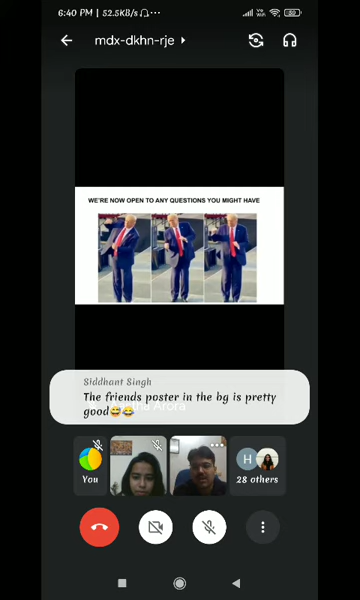 6:40 PM | 52.5KB/s
mdx-dkhn-rje
WE'RE NOW OPEN TO ANY QUESTIONS YOU MIGHT HAVE
Siddhant Singh
The friends poster in the bg is pretty
good😅😂
Arora
You
H
28 others